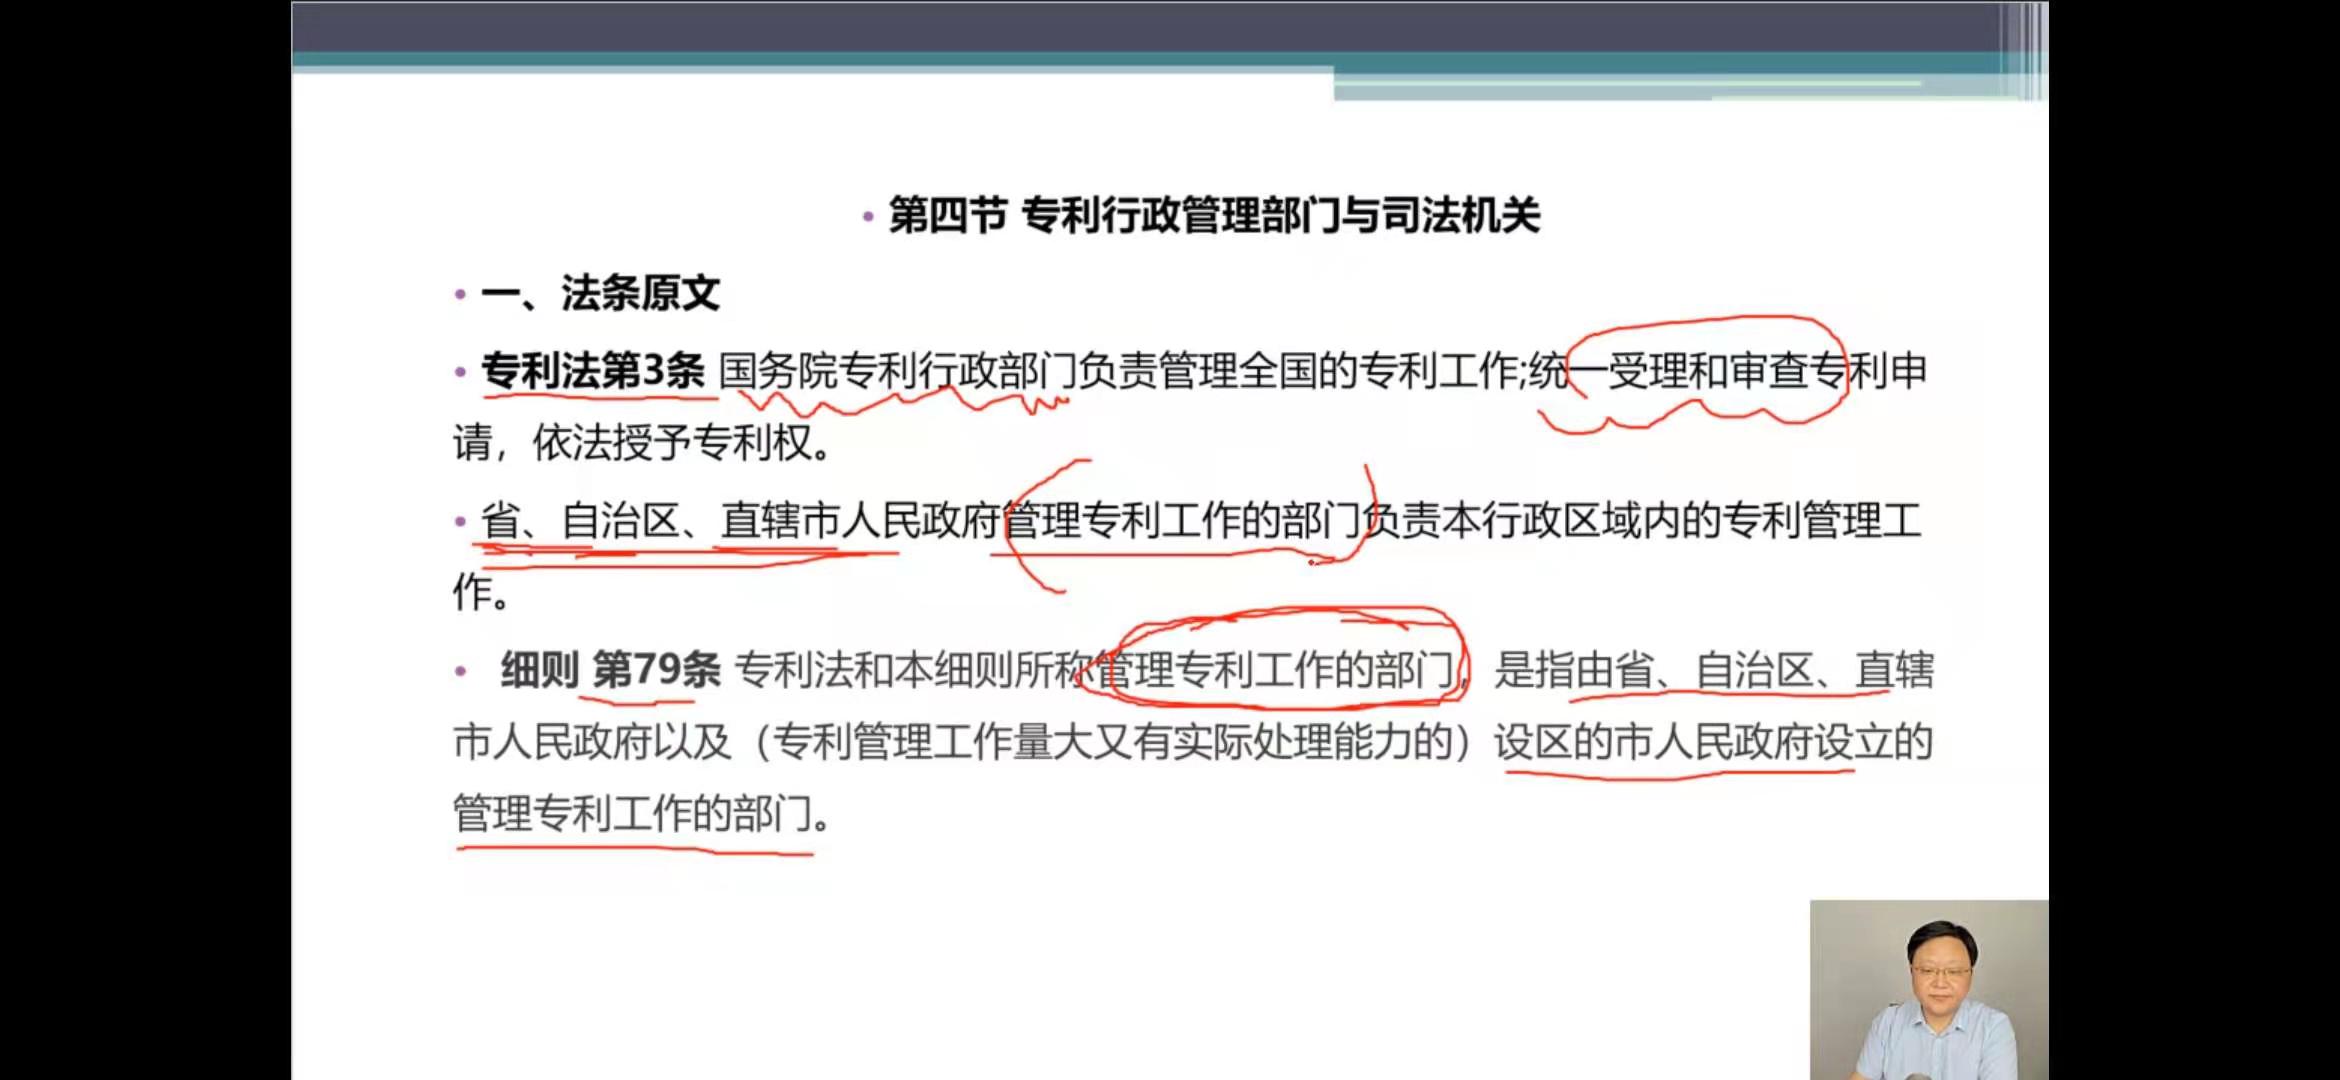 • 第四节 专利行政管理部门与司法机关
• 一、法条原文
• 专利法第3条 国务院专利行政部门负责管理全国的专利工作;统一受理和审查专利申
请，依法授予专利权。
• 省、自治区、直辖市人民政府管理专利工作的部门负责本行政区域内的专利管理工
作。
• 细则 第79条 专利法和本细则所称管理专利工作的部门，是指由省、自治区、直辖
市人民政府以及（专利管理工作量大又有实际处理能力的）设区的市人民政府设立的
管理专利工作的部门。